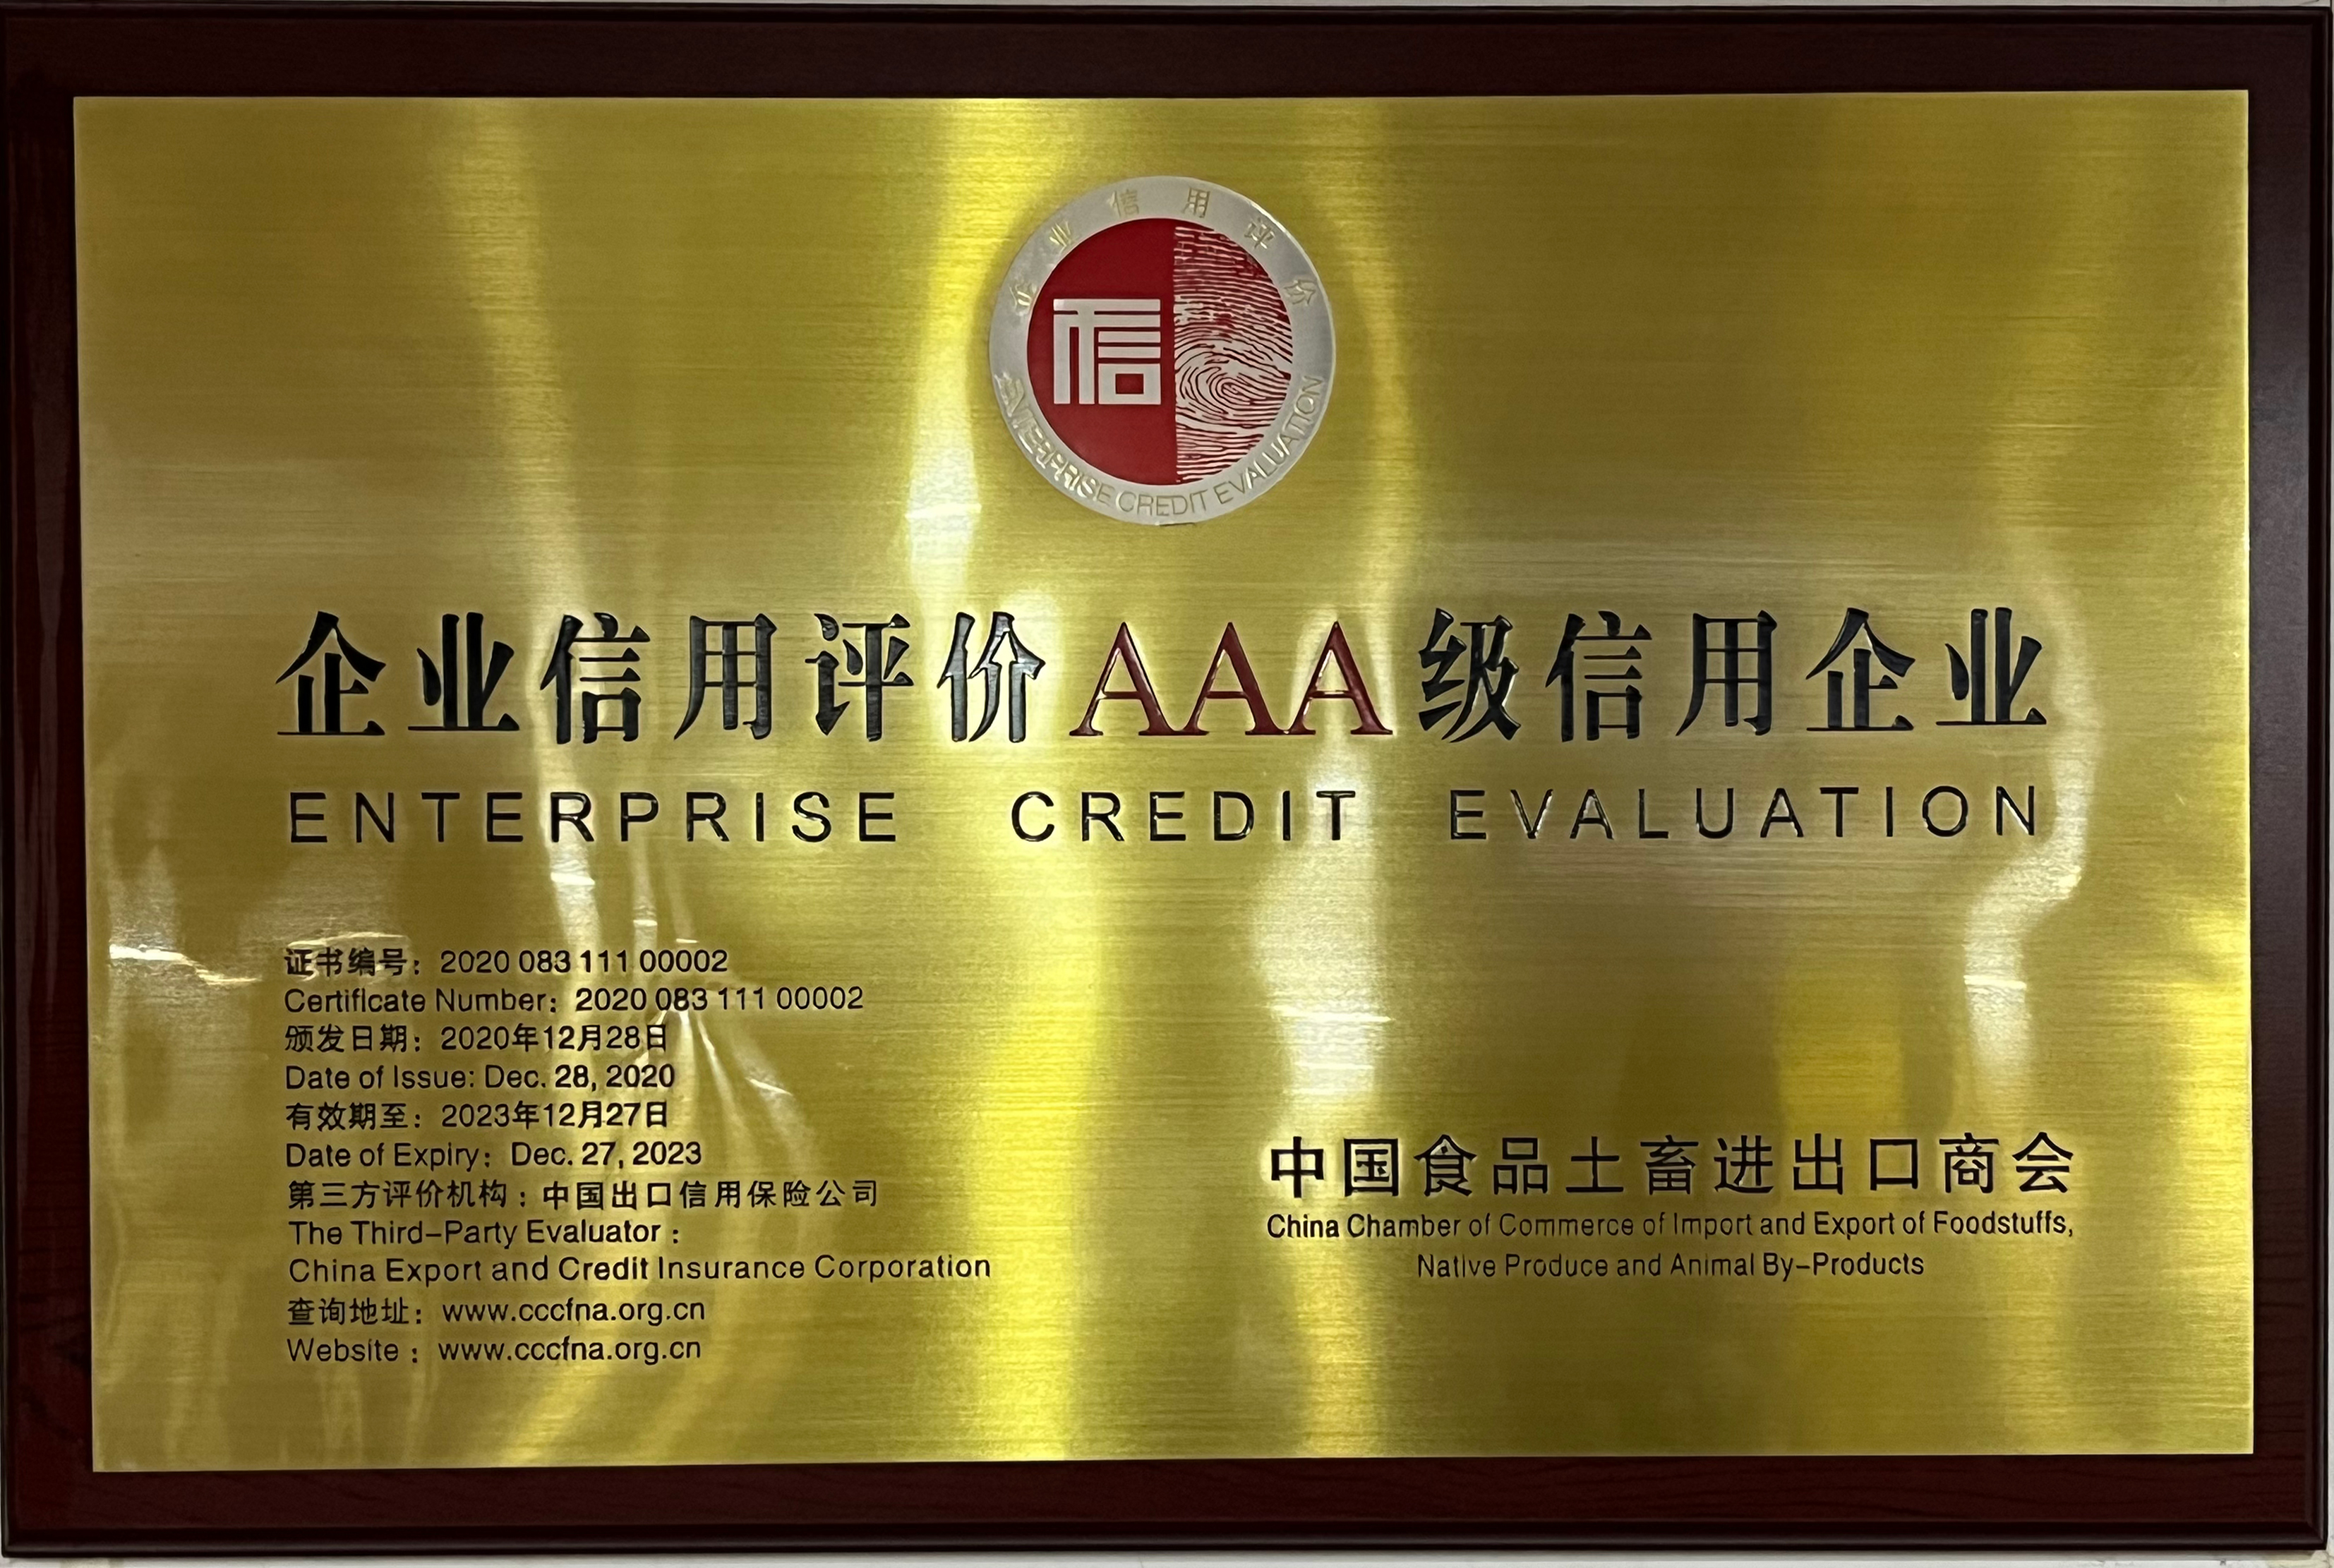 企业信用评价
信
ENTERPRISE CREDIT EVALUATION
企业信用评价AAA级信用企业
ENTERPRISE CREDIT EVALUATION
证书编号：2020 083 111 00002
Certificate Number：2020 083 111 00002
颁发日期：2020年12月28日
Date of Issue: Dec. 28, 2020
有效期至：2023年12月27日
Date of Expiry：Dec. 27, 2023
第三方评价机构：中国出口信用保险公司
The Third-Party Evaluator：
China Export and Credit Insurance Corporation
查询地址：www.cccfna.org.cn
Website：www.cccfna.org.cn
中国食品土畜进出口商会
China Chamber of Commerce of Import and Export of Foodstuffs,
Native Produce and Animal By-Products